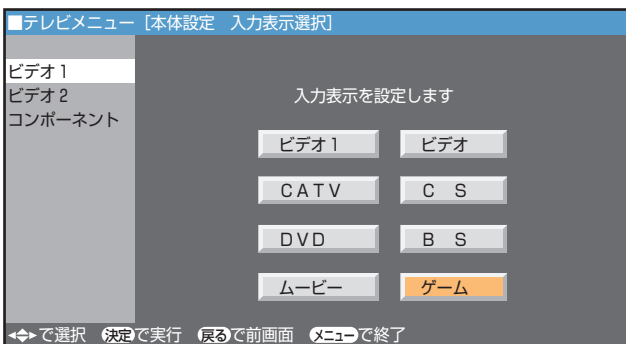 ■テレビメニュー [本体設定 入力表示選択]
ビデオ1
ビデオ2
コンポーネント
入力表示を設定します
ビデオ1 ビデオ
CATV CS
DVD BS
ムービー ゲーム
で選択 決定で実行 戻るで前画面 メニューで終了